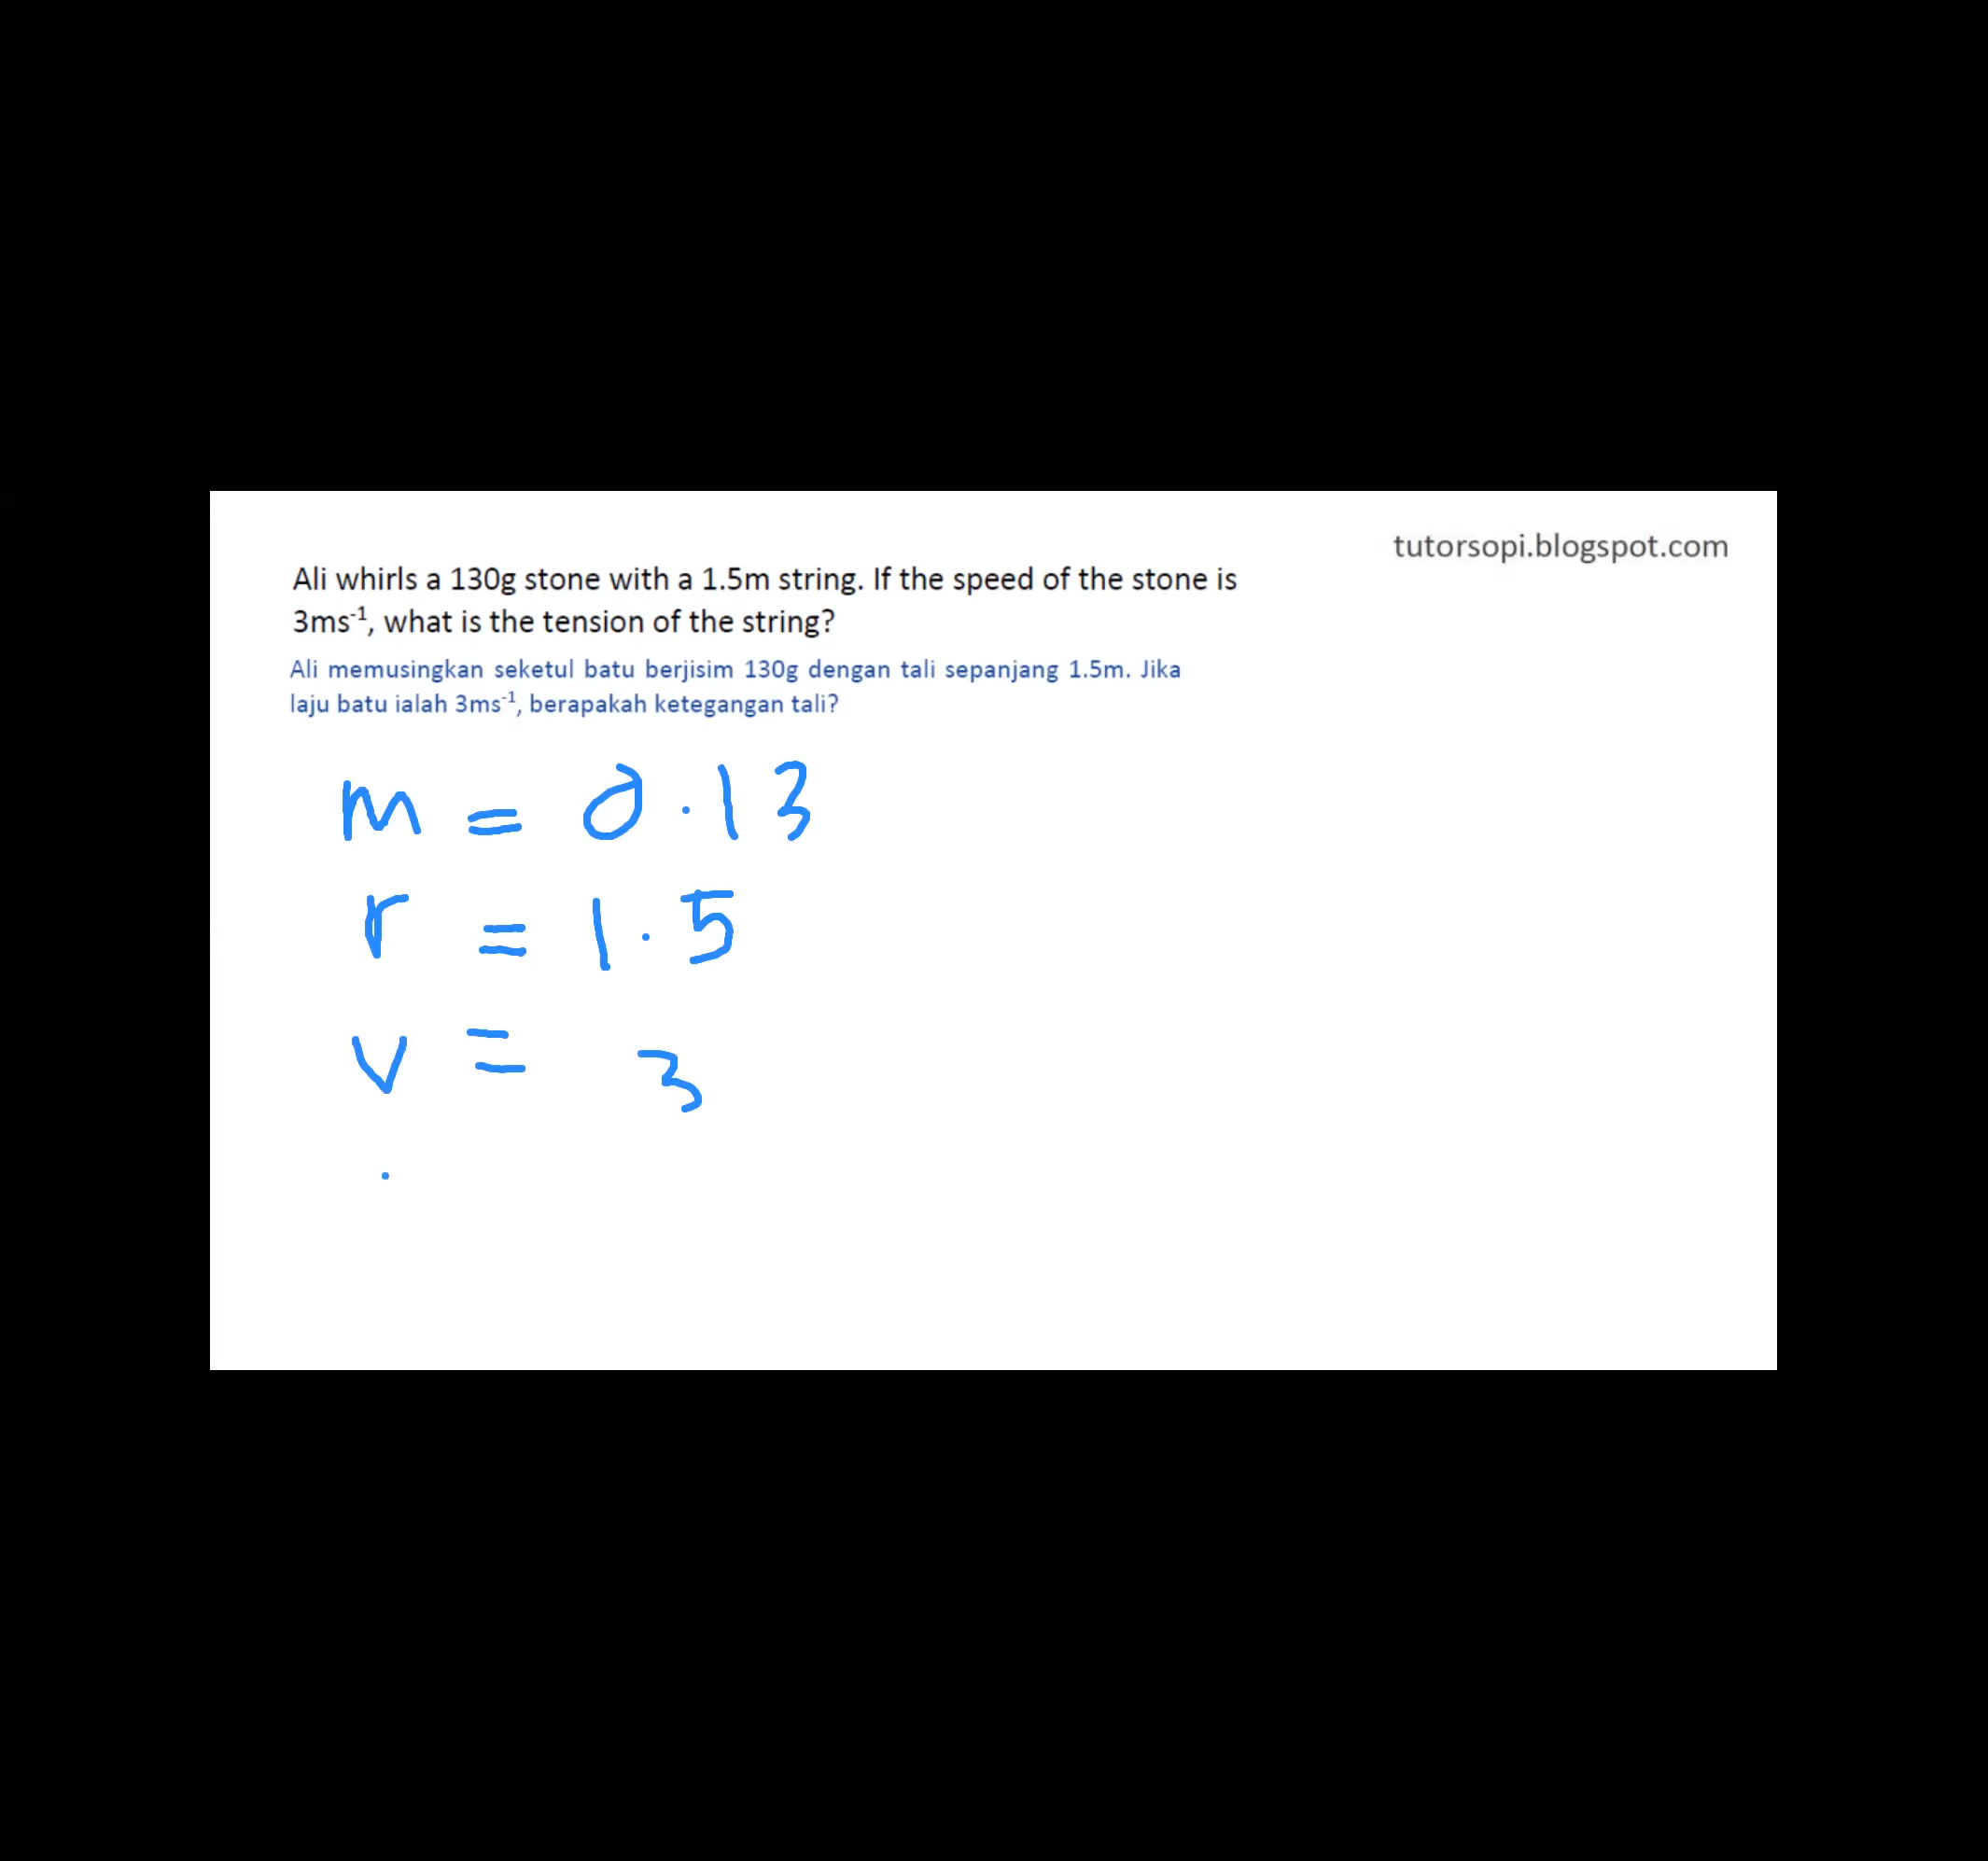 tutorsopi.blogspot.com
Ali whirls a 130g stone with a 1.5m string. If the speed of the stone is
3ms⁻¹, what is the tension of the string?
Ali memusingkan seketul batu berjisim 130g dengan tali sepanjang 1.5m. Jika
laju batu ialah 3ms⁻¹, berapakah ketegangan tali?
m = 0.13
r = 1.5
v = 3
.